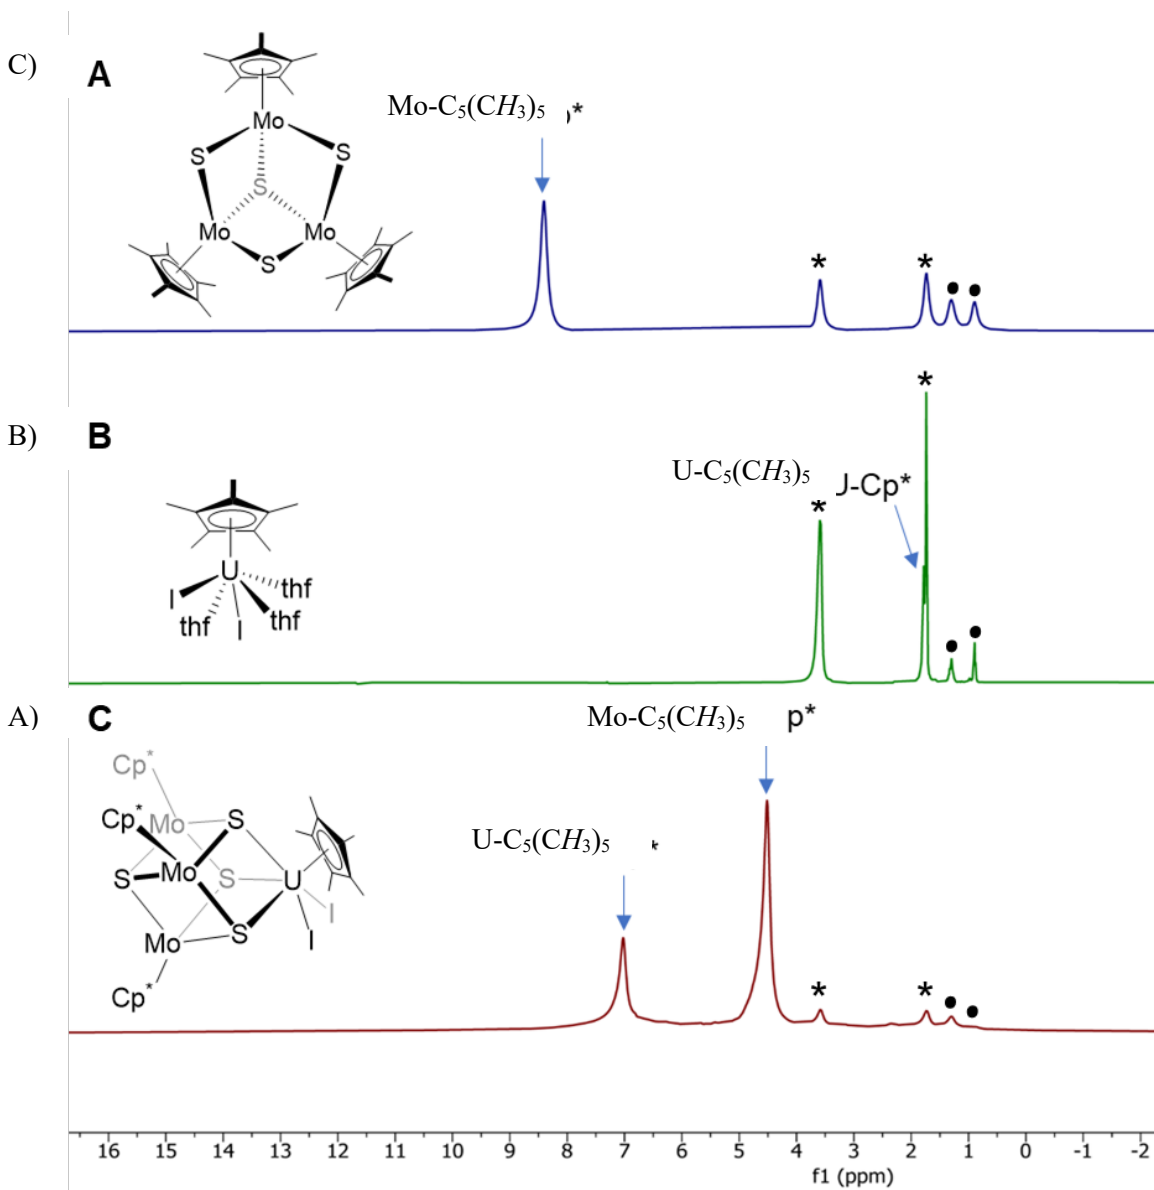 C) A
Mo-C₅(CH₃)₅ *
Mo
S S
S
Mo Mo
S
* * • •
B) B
*
U-C₅(CH₃)₅ J-Cp*
*
U
I thf
thf I thf
• •
A) C
Mo-C₅(CH₃)₅ p*
Cp*
Cp* Mo S
U-C₅(CH₃)₅ *
S Mo S U
I
Mo S I
Cp*
* * • •
16 15 14 13 12 11 10 9 8 7 6 5 4 3 2 1 0 -1 -2
f1 (ppm)